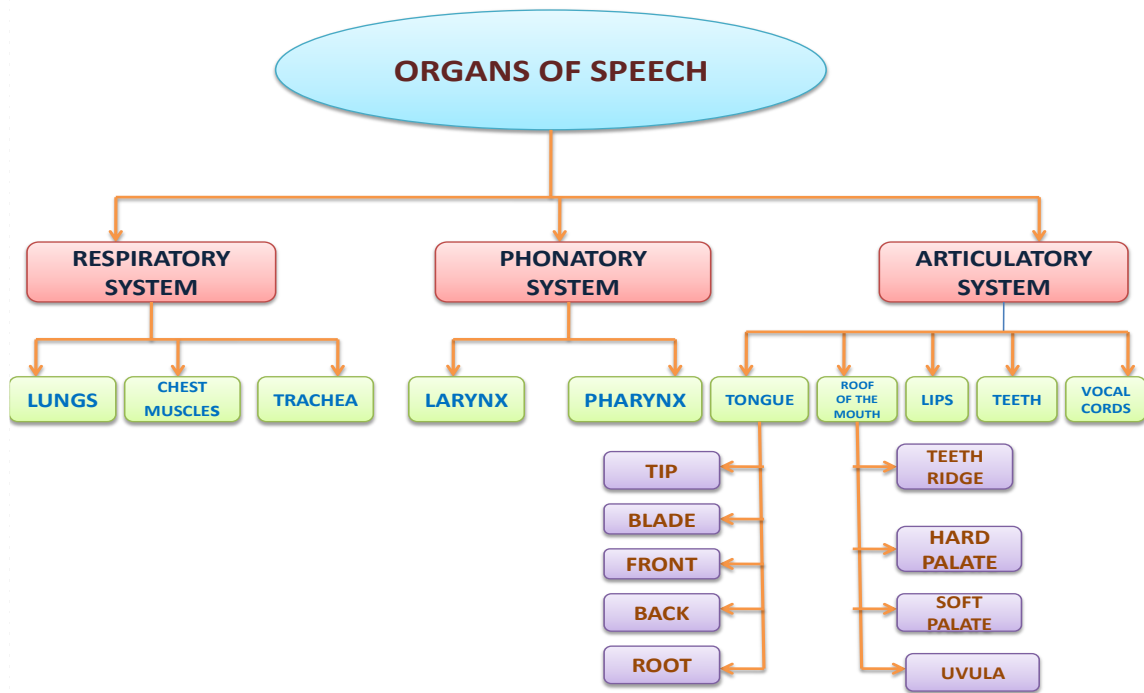 ORGANS OF SPEECH
RESPIRATORY
SYSTEM
PHONATORY
SYSTEM
ARTICULATORY
SYSTEM
LUNGS
CHEST
MUSCLES
TRACHEA
LARYNX
PHARYNX
TONGUE
ROOF
OF THE
MOUTH
LIPS
TEETH
VOCAL
CORDS
TIP
BLADE
FRONT
BACK
ROOT
TEETH
RIDGE
HARD
PALATE
SOFT
PALATE
UVULA